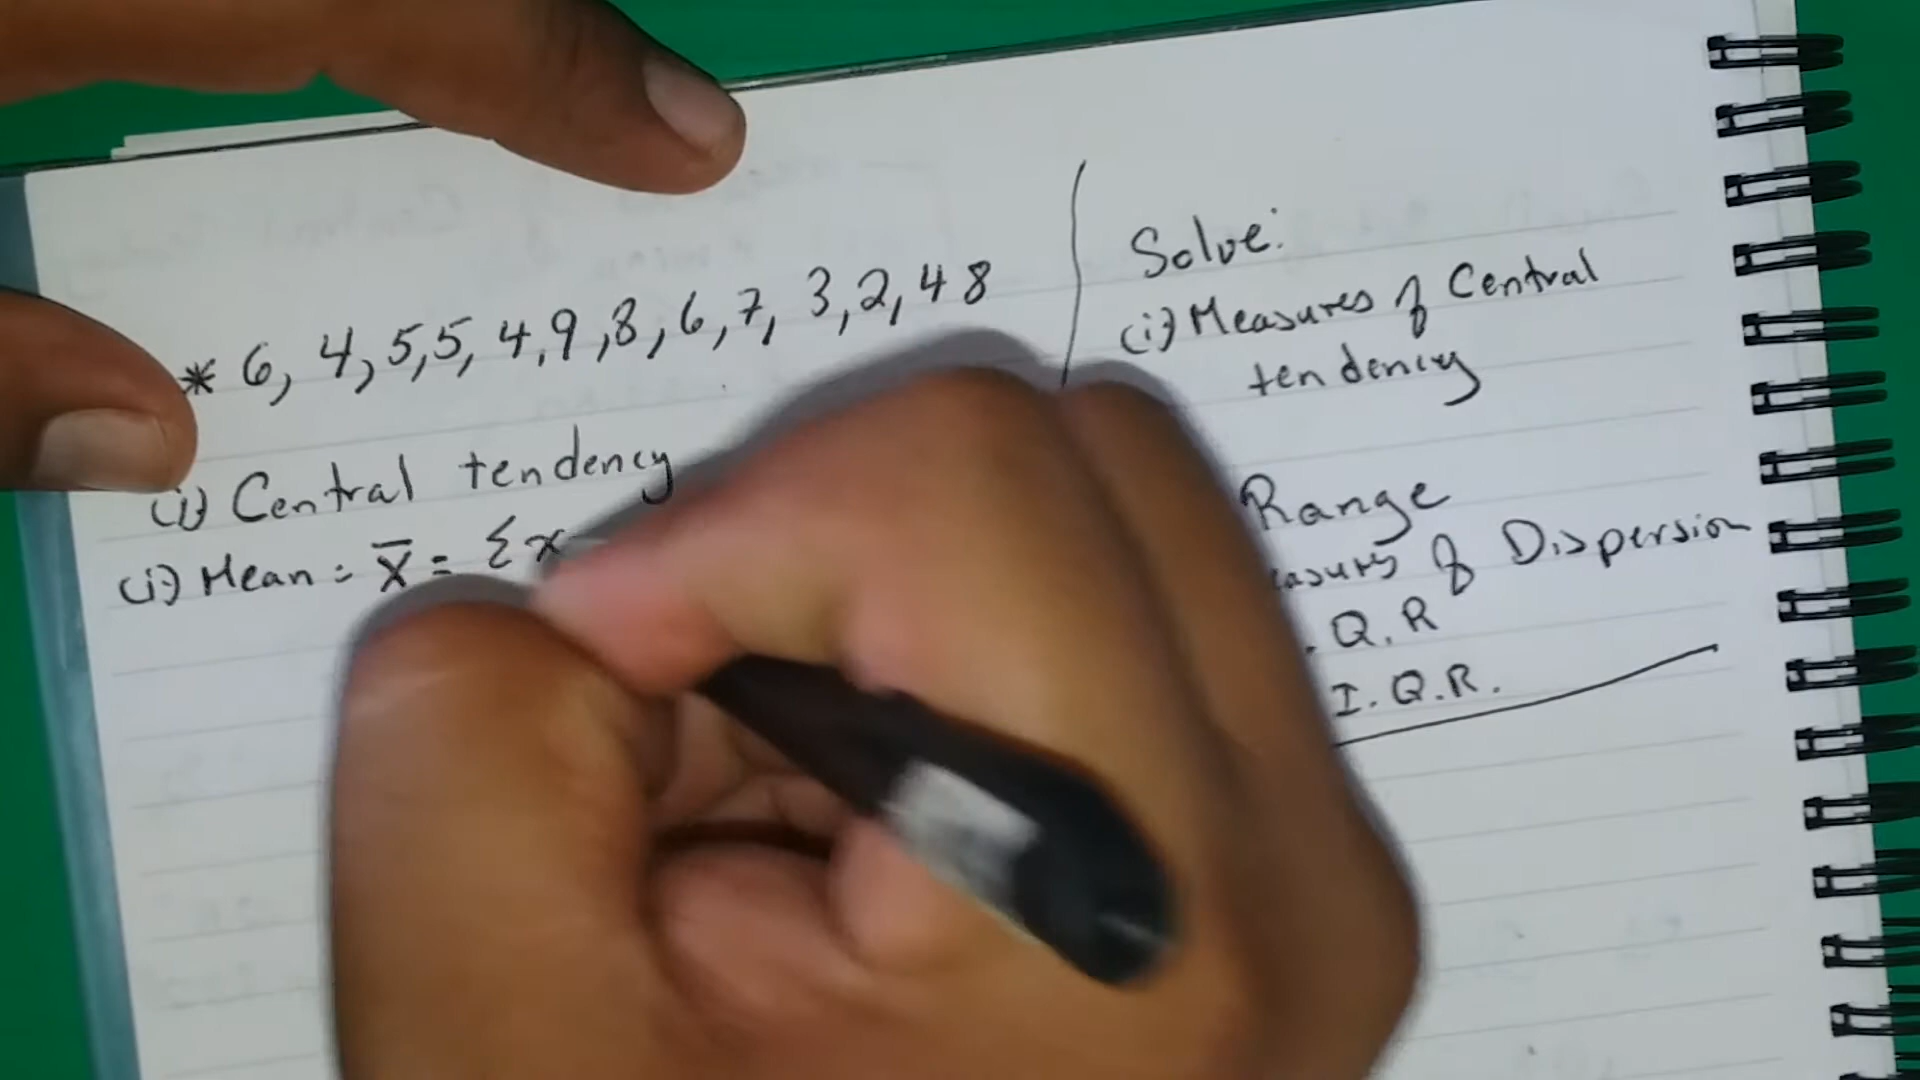 * 6, 4, 5, 5, 4, 9, 8, 6, 7, 3, 2, 4 8
(i) Central tendency
(i) Mean = x̄ = Σx
Solve:
(i) Measures of Central
tendency
Range
of Dispersion
. Q. R
I. Q. R.